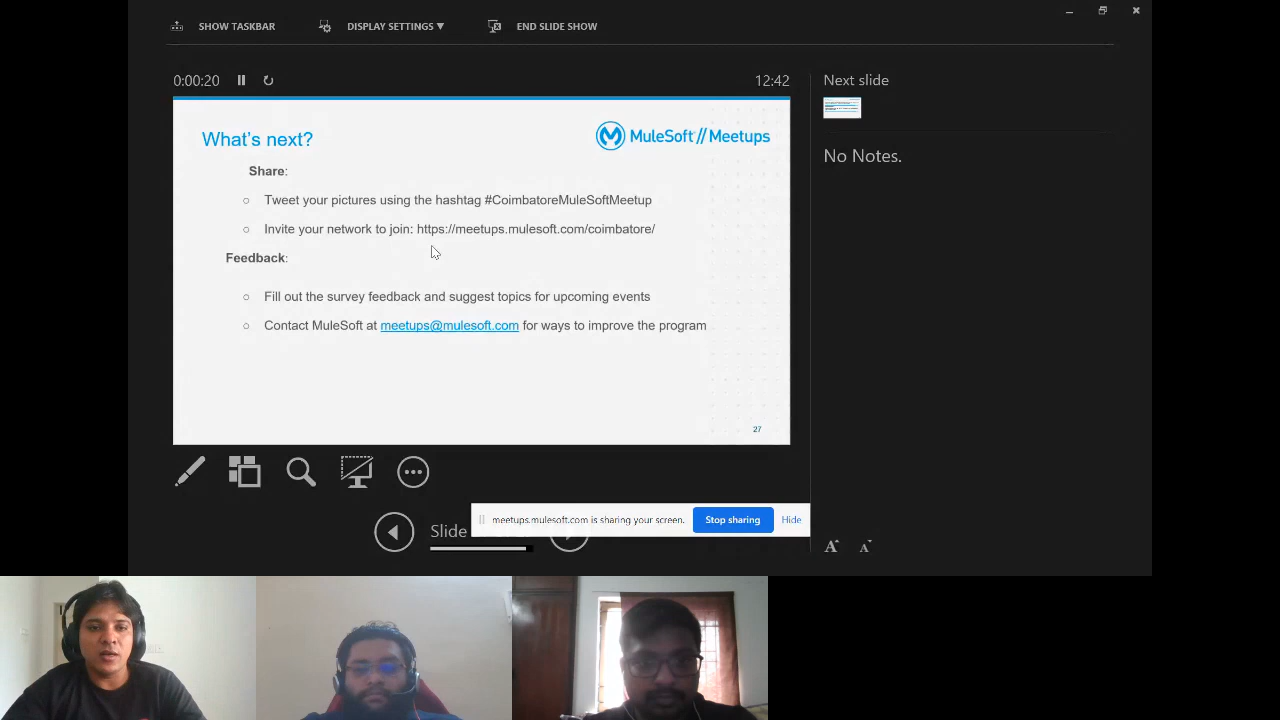 SHOW TASKBAR DISPLAY SETTINGS ▼ END SLIDE SHOW
0:00:20 12:42
Next slide
What's next?
MuleSoft // Meetups
Share:
○ Tweet your pictures using the hashtag #CoimbatoreMuleSoftMeetup
○ Invite your network to join: https://meetups.mulesoft.com/coimbatore/
Feedback:
○ Fill out the survey feedback and suggest topics for upcoming events
○ Contact MuleSoft at meetups@mulesoft.com for ways to improve the program
27
No Notes.
Slide
meetups.mulesoft.com is sharing your screen. Stop sharing Hide
A A